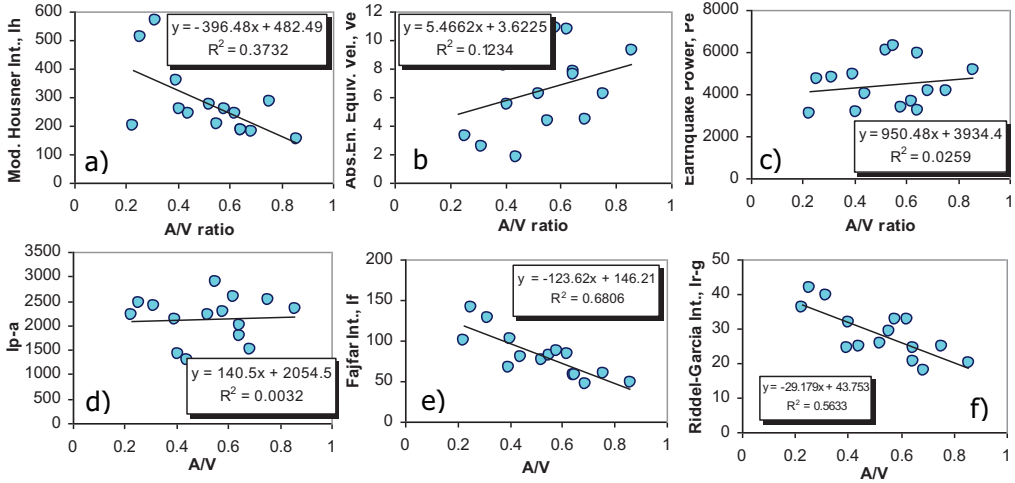 Mod. Housner Int., Ih
600
500
400
300
200
100
0
y = -396.48x + 482.49
R² = 0.3732
a)
0
0.2
0.4
0.6
0.8
1
A/V ratio
Abs.En. Equiv. Vel., Ve
12
10
8
6
4
2
0
y = 5.4662x + 3.6225
R² = 0.1234
b
0
0.2
0.4
0.6
0.8
1
A/V ratio
Earthquake Power, Pe
8000
6000
4000
2000
0
y = 950.48x + 3934.4
R² = 0.0259
c)
0
0.2
0.4
0.6
0.8
1
A/V ratio
Ip-a
3500
3000
2500
2000
1500
1000
500
0
y = 140.5x + 2054.5
R² = 0.0032
d)
0
0.2
0.4
0.6
0.8
1
A/V
Fajfar Int., If
200
150
100
50
0
y = -123.62x + 146.21
R² = 0.6806
e)
0
0.2
0.4
0.6
0.8
1
A/V
Riddel-Garcia Int., Ir-g
50
40
30
20
10
0
y = -29.179x + 43.753
R² = 0.5633
f)
0
0.2
0.4
0.6
0.8
1
A/V